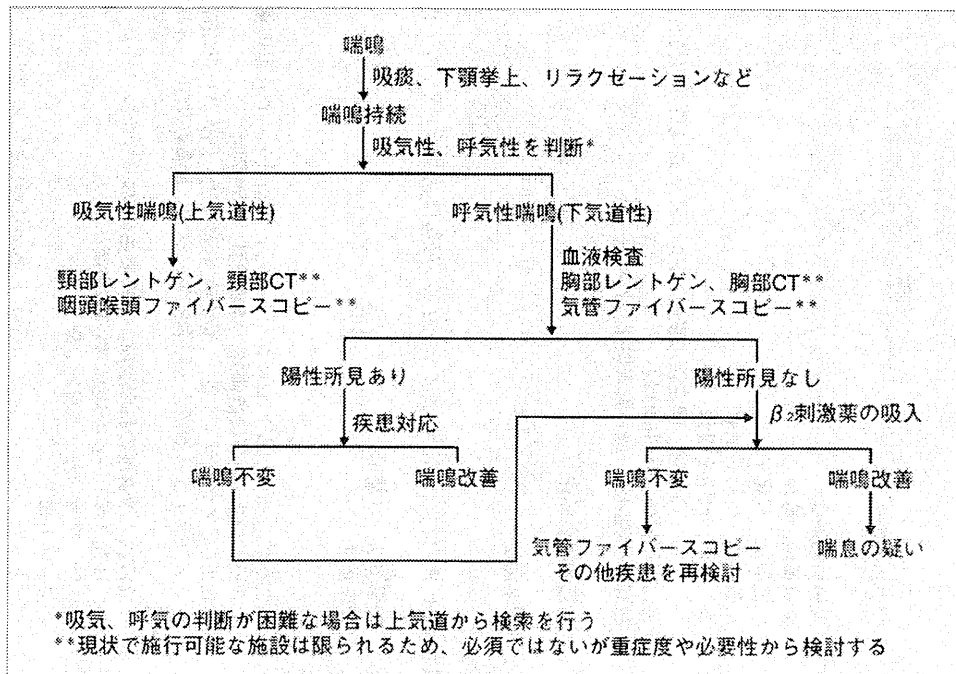 喘鳴
吸痰、下顎挙上、リラクゼーションなど
喘鳴持続
吸気性、呼気性を判断*
吸気性喘鳴(上気道性)
呼気性喘鳴(下気道性)
頸部レントゲン、頸部CT**
咽頭喉頭ファイバースコピー**
血液検査
胸部レントゲン、胸部CT**
気管ファイバースコピー**
陽性所見あり
陽性所見なし
疾患対応
β₂刺激薬の吸入
喘鳴不変
喘鳴改善
喘鳴不変
喘鳴改善
気管ファイバースコピー
その他疾患を再検討
喘息の疑い
*吸気、呼気の判断が困難な場合は上気道から検索を行う
**現状で施行可能な施設は限られるため、必須ではないが重症度や必要性から検討する